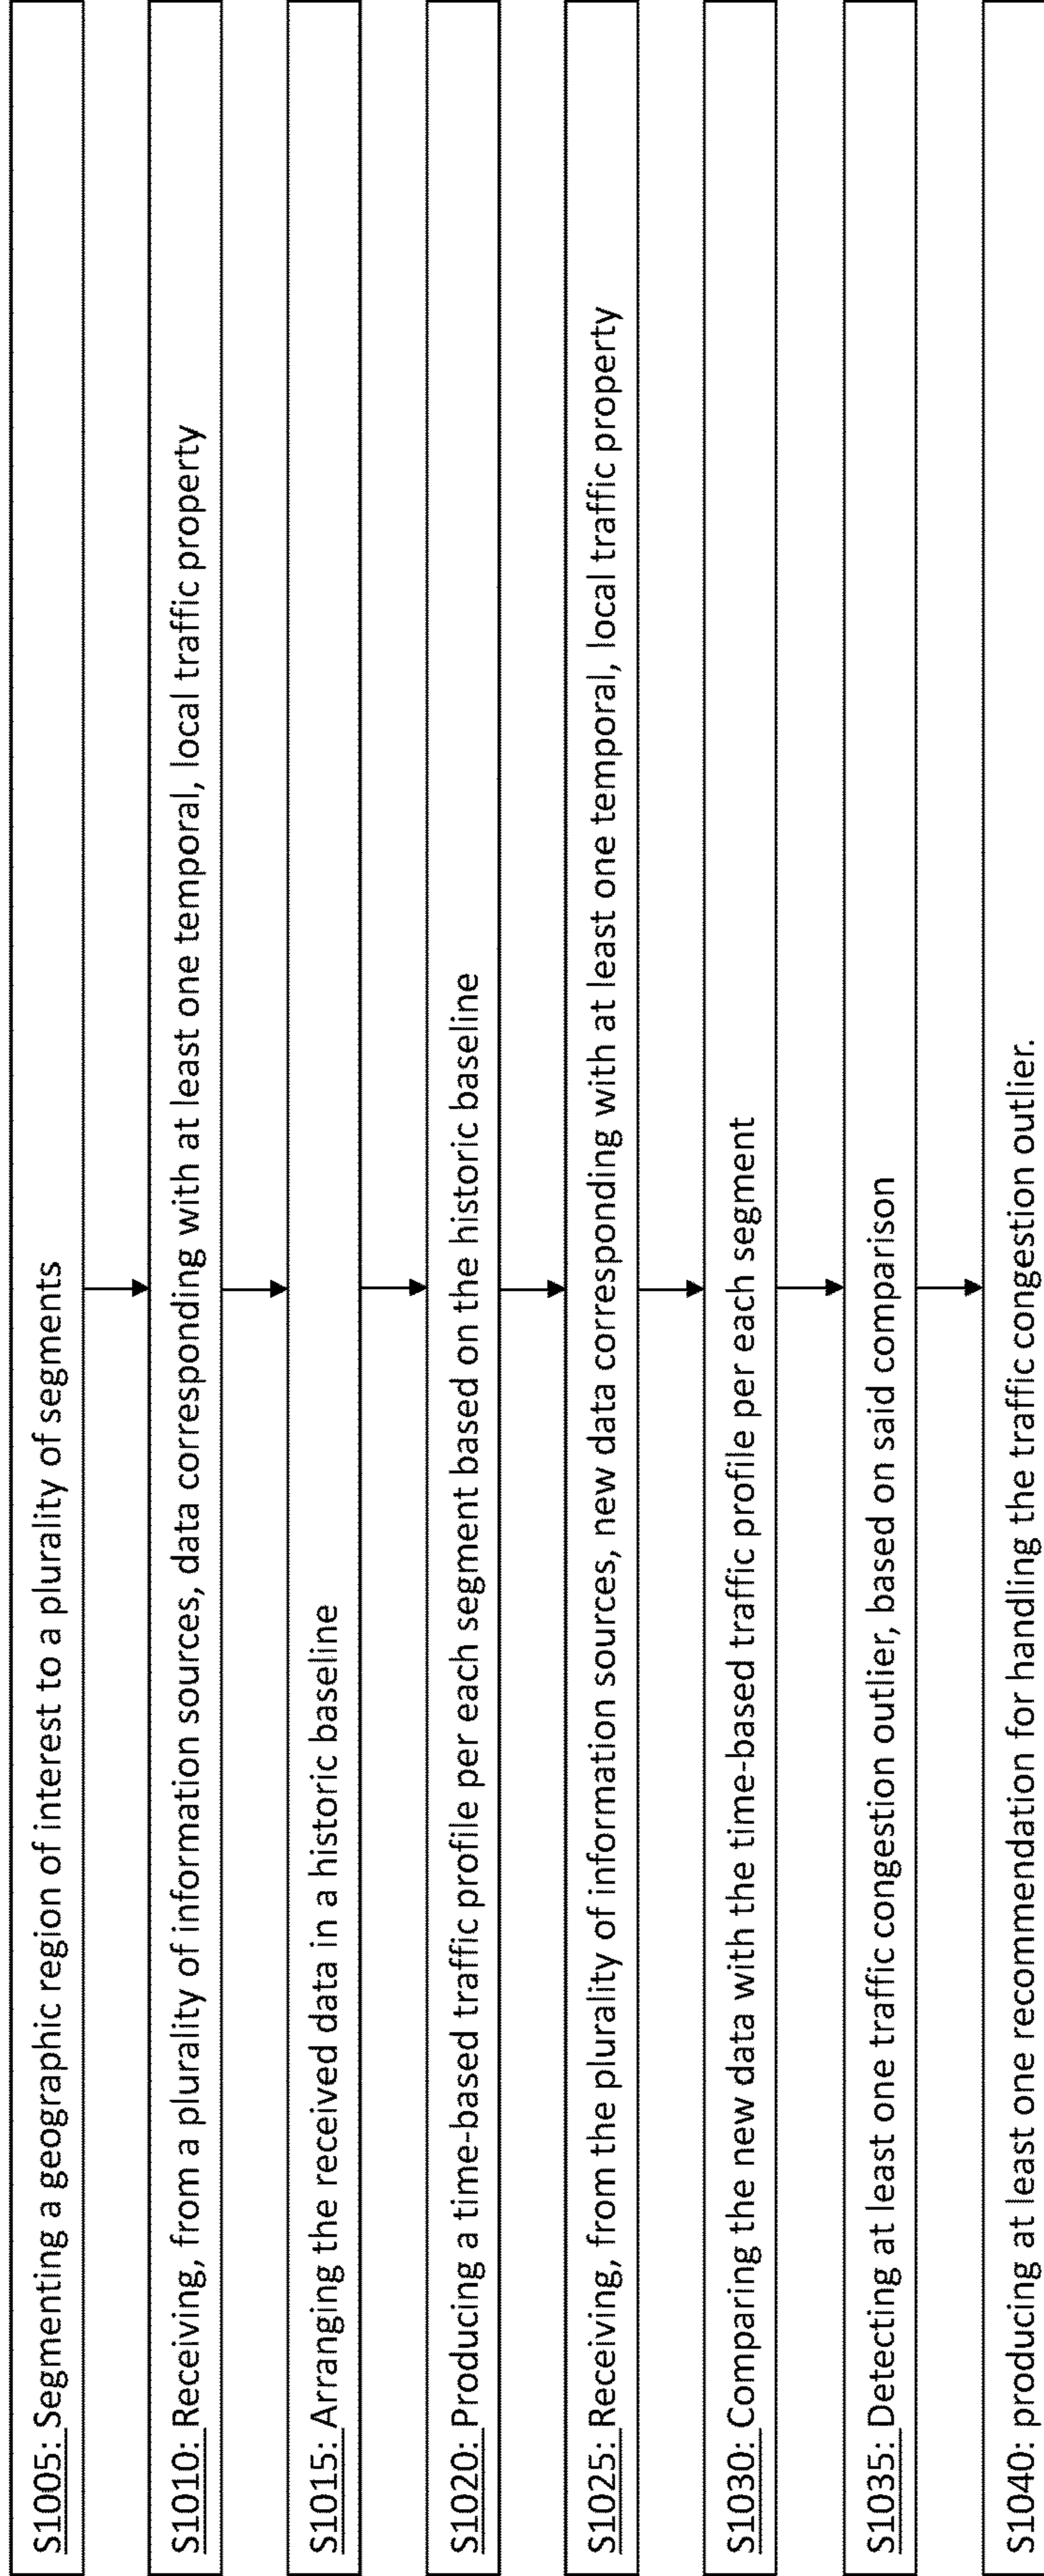 S1005: Segmenting a geographic region of interest to a plurality of segments
S1010: Receiving, from a plurality of information sources, data corresponding with at least one temporal, local traffic property
S1015: Arranging the received data in a historic baseline
S1020: Producing a time-based traffic profile per each segment based on the historic baseline
S1025: Receiving, from the plurality of information sources, new data corresponding with at least one temporal, local traffic property
S1030: Comparing the new data with the time-based traffic profile per each segment
S1035: Detecting at least one traffic congestion outlier, based on said comparison
S1040: producing at least one recommendation for handling the traffic congestion outlier.